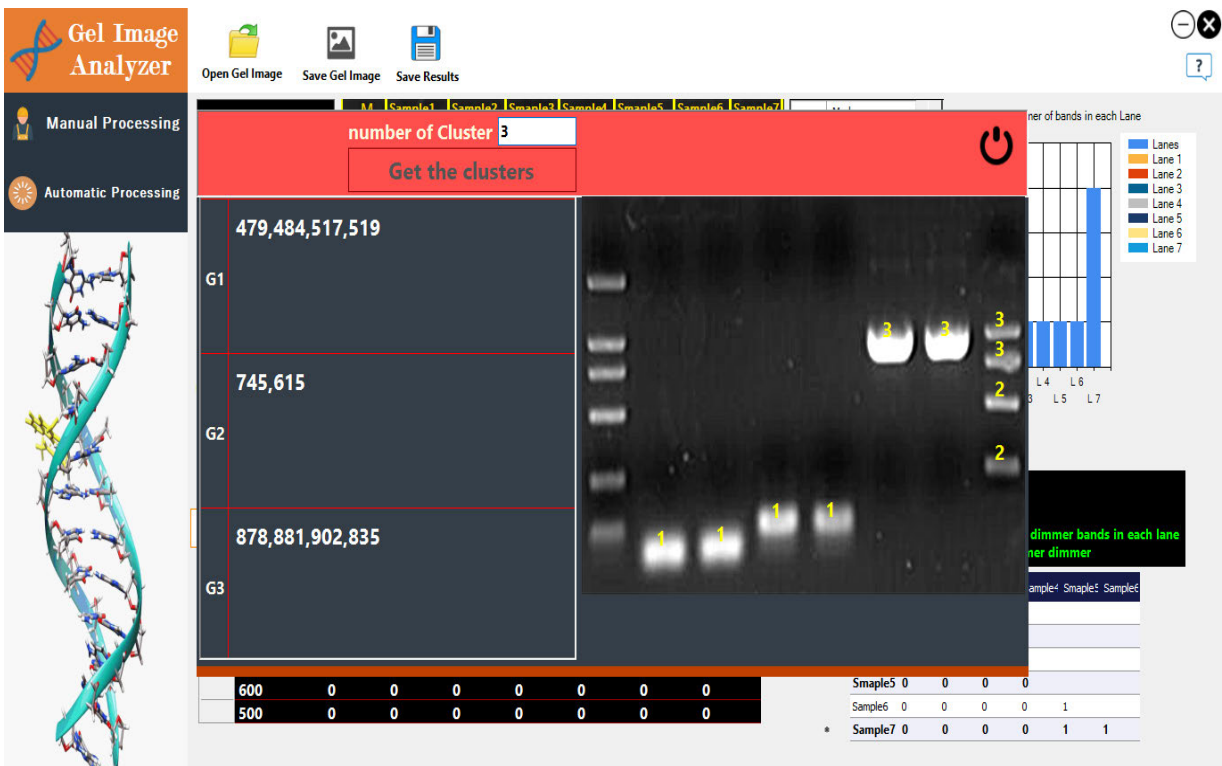 Gel Image
Analyzer
Open Gel Image
Save Gel Image
Save Results
?
Manual Processing
Automatic Processing
M Sample1 Sample2 Smaple3 Sample4 Smaple5 Sample6 Sample7
number of Cluster 3
Get the clusters
G1 479,484,517,519
G2 745,615
G3 878,881,902,835
3 3 3
3
2
2
1 1 1 1
ner of bands in each Lane
Lanes
Lane 1
Lane 2
Lane 3
Lane 4
Lane 5
Lane 6
Lane 7
L 4 L 6
3 L 5 L 7
dimmer bands in each lane
mer dimmer
ample4 Smaple5 Sample6
600 0 0 0 0 0 0 0
500 0 0 0 0 0 0 0
Smaple5 0 0 0 0
Sample6 0 0 0 0 1
Sample7 0 0 0 0 1 1